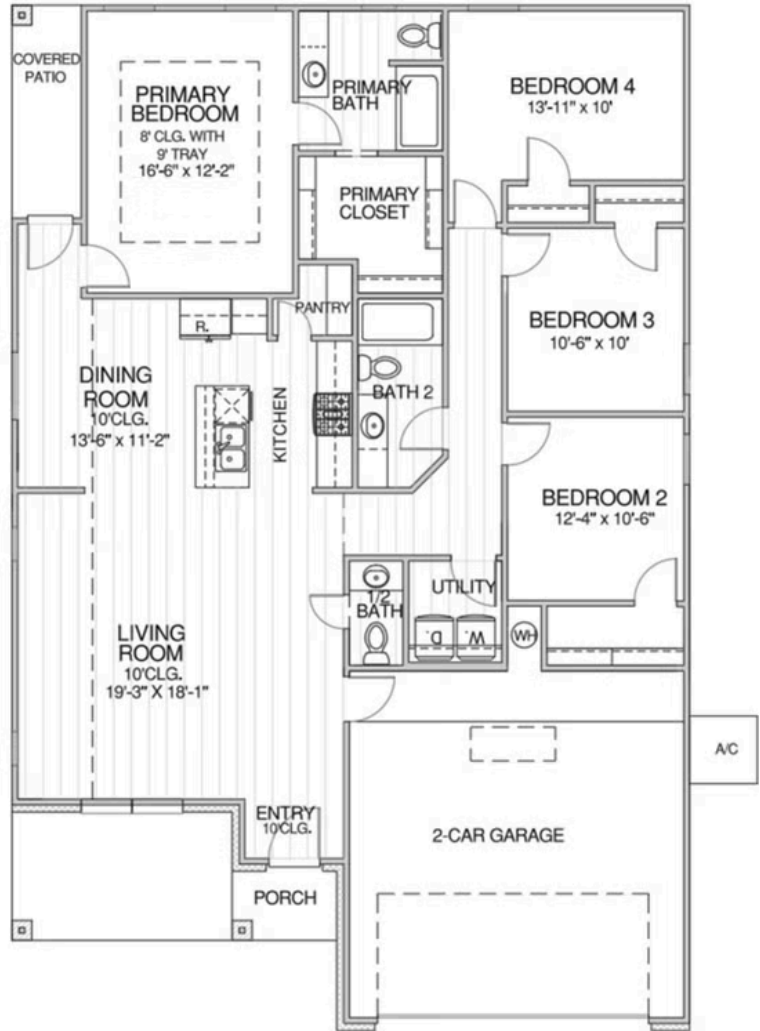 COVERED
PATIO
PRIMARY
BEDROOM
8' CLG. WITH
9' TRAY
16'-6" x 12'-2"
PRIMARY
BATH
BEDROOM 4
13'-11" x 10'
PRIMARY
CLOSET
PANTRY
R.
BEDROOM 3
10'-6" x 10'
DINING
ROOM
10'CLG.
13'-6" x 11'-2"
KITCHEN
BATH 2
BEDROOM 2
12'-4" x 10'-6"
UTILITY
1/2
BATH
D.
W.
WH
LIVING
ROOM
10'CLG.
19'-3" X 18'-1"
A/C
ENTRY
10'CLG.
2-CAR GARAGE
PORCH